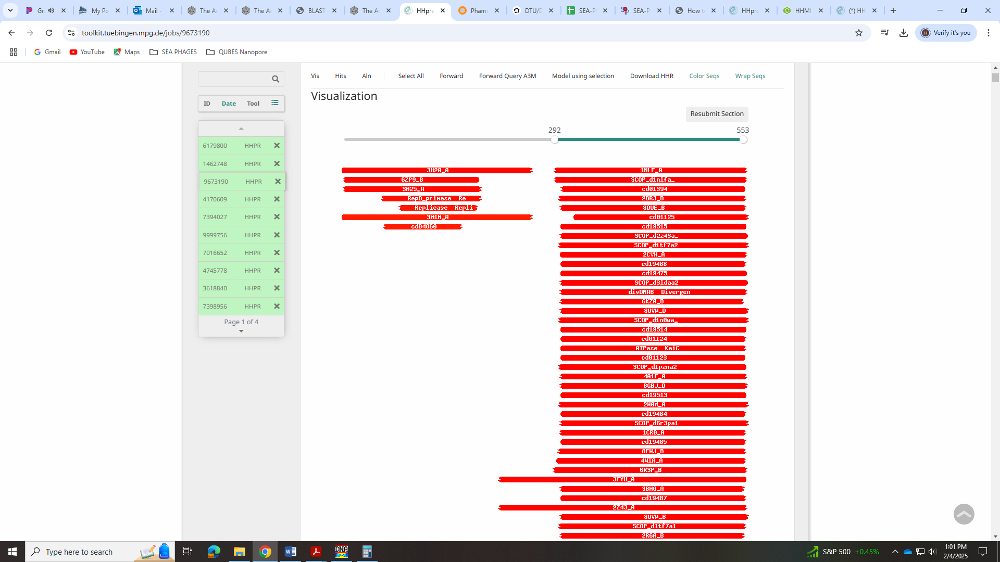 Gr
My Po
Mail -
The Ac
The Ac
BLAST
The Ac
HHpre
Phame
DTU/D
SEA-P
SEA-P
How t
HHpre
HHMI
(*) HH
toolkit.tuebingen.mpg.de/jobs/9673190
Verify it's you
Gmail
YouTube
Maps
SEA PHAGES
QUBES Nanopore
Vis Hits Aln Select All Forward Forward Query A3M Model using selection Download HHR Color Seqs Wrap Seqs
ID Date Tool
6179800 HHPR
1462748 HHPR
9673190 HHPR
4170609 HHPR
7394027 HHPR
9999756 HHPR
7016652 HHPR
4745778 HHPR
3618840 HHPR
7398956 HHPR
Page 1 of 4
Visualization
Resubmit Section
292 553
3H20_A 1NLF_A
6ZP9_B SCOP_d1nlfa_
3H25_A cd01394
RepB_primase Re 2DR3_D
Replicase Repli 8DUE_B
3M1M_A cd01125
cd04860 cd19515
SCOP_d2z43a_
SCOP_d1tf7a2
2CVH_A
cd19488
cd19475
SCOP_d3ldaa2
divDNAB Divergen
6KZA_B
8UVW_D
SCOP_d1n0wa_
cd19514
cd01124
ATPase KaiC
cd01123
SCOP_d1pzna2
4A1F_A
8GBJ_D
cd19513
2W0M_A
cd19484
SCOP_d6r3pa1
1CR0_A
cd19485
8FWJ_B
4WIA_A
6R3P_B
3FYH_A
3BH0_A
cd19487
2Z43_A
8UVW_B
SCOP_d1tf7a1
2R6A_B
Type here to search
DNA
S&P 500 +0.45%
1:01 PM
2/4/2025